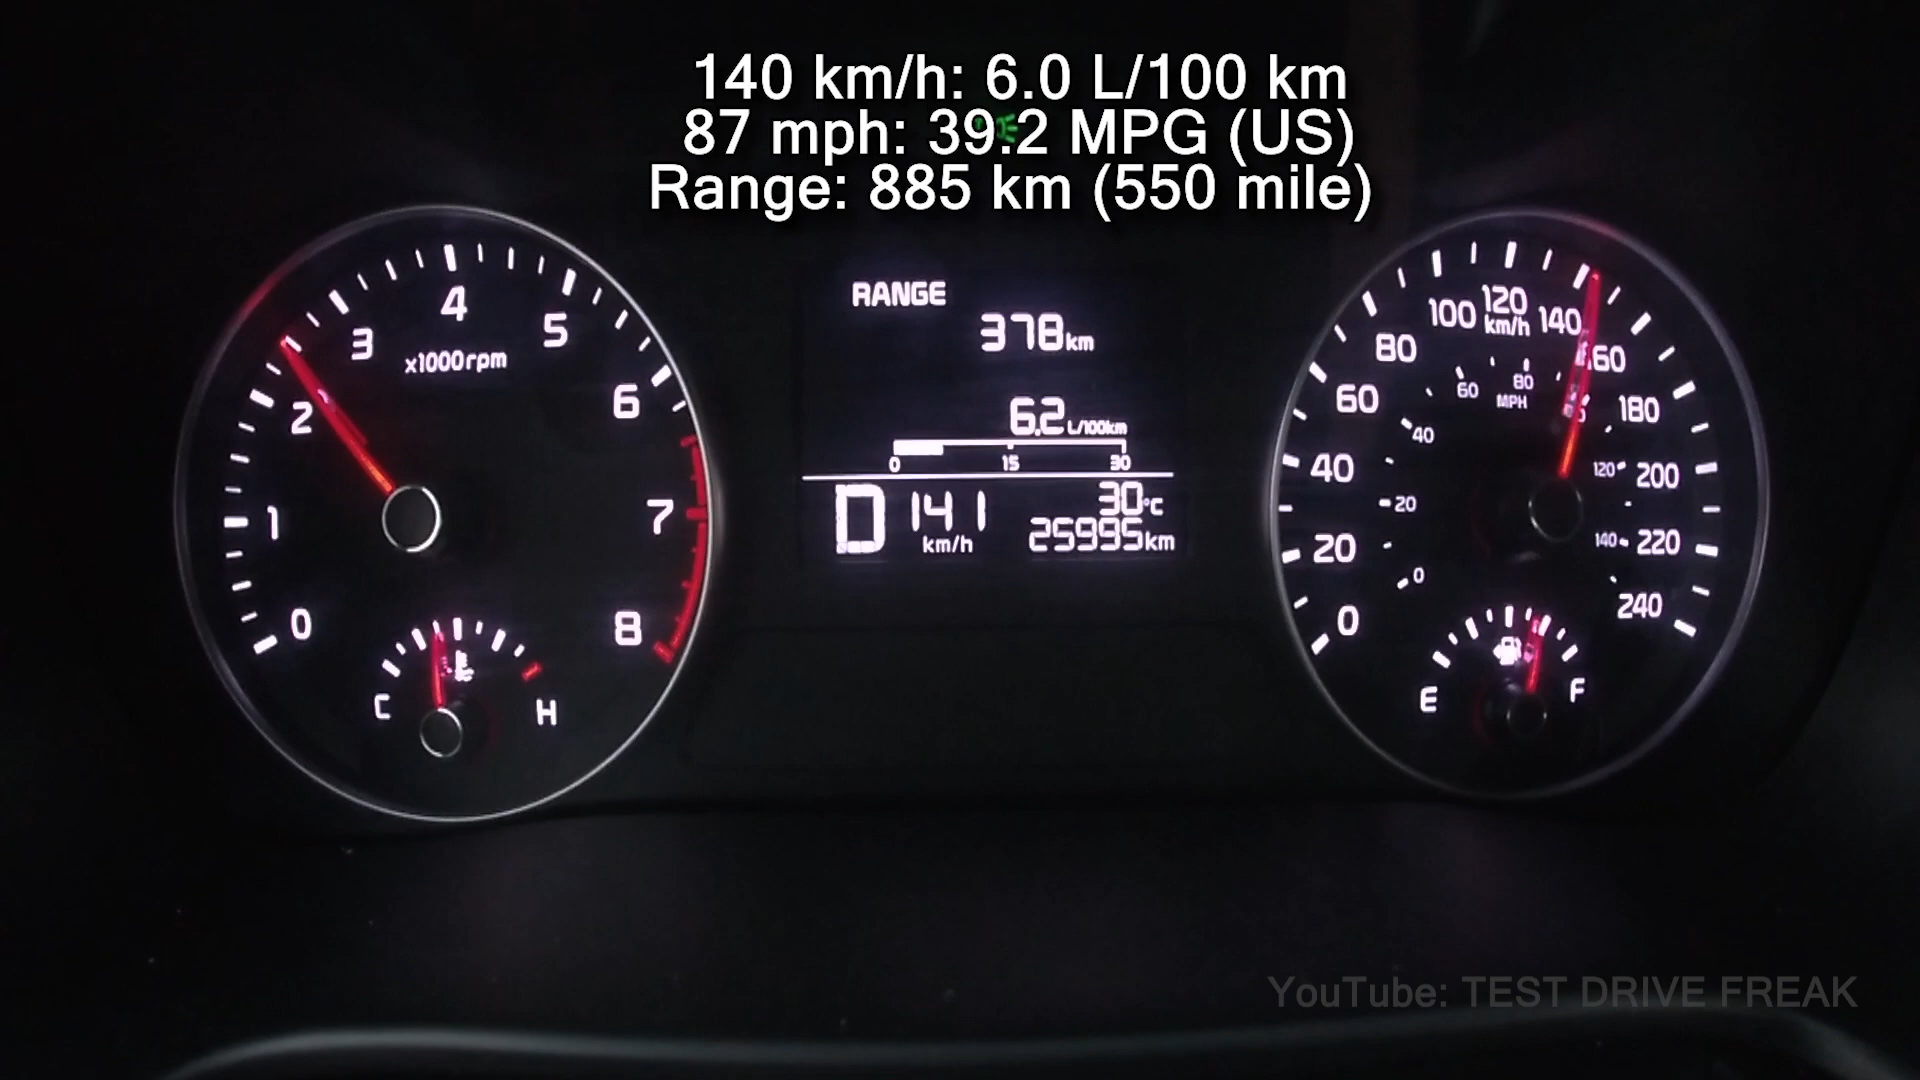 140 km/h: 6.0 L/100 km
87 mph: 39.2 MPG (US)
Range: 885 km (550 mile)
0
1
2
3
4
5
6
7
8
x1000rpm
C
H
RANGE
378km
6.2 L/100km
0 15 30
D 141 km/h
30°C
25995km
0
20
40
60
80
100
120
140
160
180
200
220
240
km/h
0
20
40
60
80
120
140
MPH
E
F
YouTube: TEST DRIVE FREAK